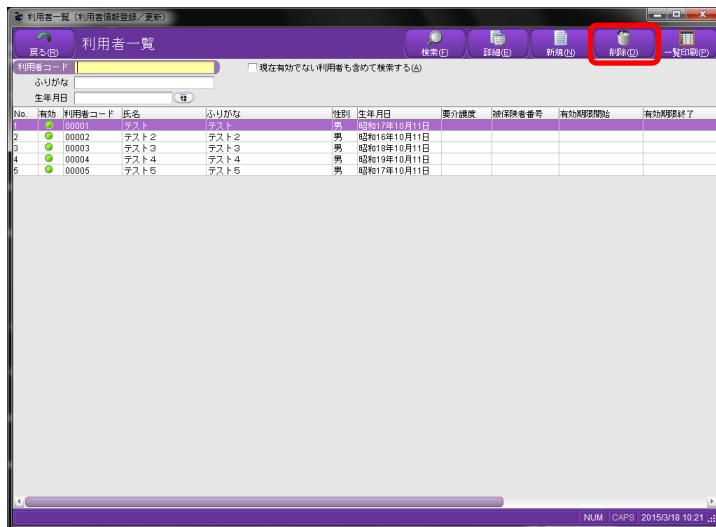 利用者一覧（利用者情報登録／更新）
戻る(R) 利用者一覧 検索(F) 詳細(E) 新規(N) 削除(D) 一覧印刷(P)
利用者コード 現在有効でない利用者も含めて検索する(A)
ふりがな
生年月日
No. 有効 利用者コード 氏名 ふりがな 性別 生年月日 要介護度 被保険者番号 有効期限開始 有効期限終了
1 00001 テスト テスト 男 昭和17年10月11日
2 00002 テスト２ テスト２ 男 昭和16年10月11日
3 00003 テスト３ テスト３ 男 昭和18年10月11日
4 00004 テスト４ テスト４ 男 昭和19年10月11日
5 00005 テスト５ テスト５ 男 昭和17年10月11日
NUM CAPS 2015/3/18 10:21